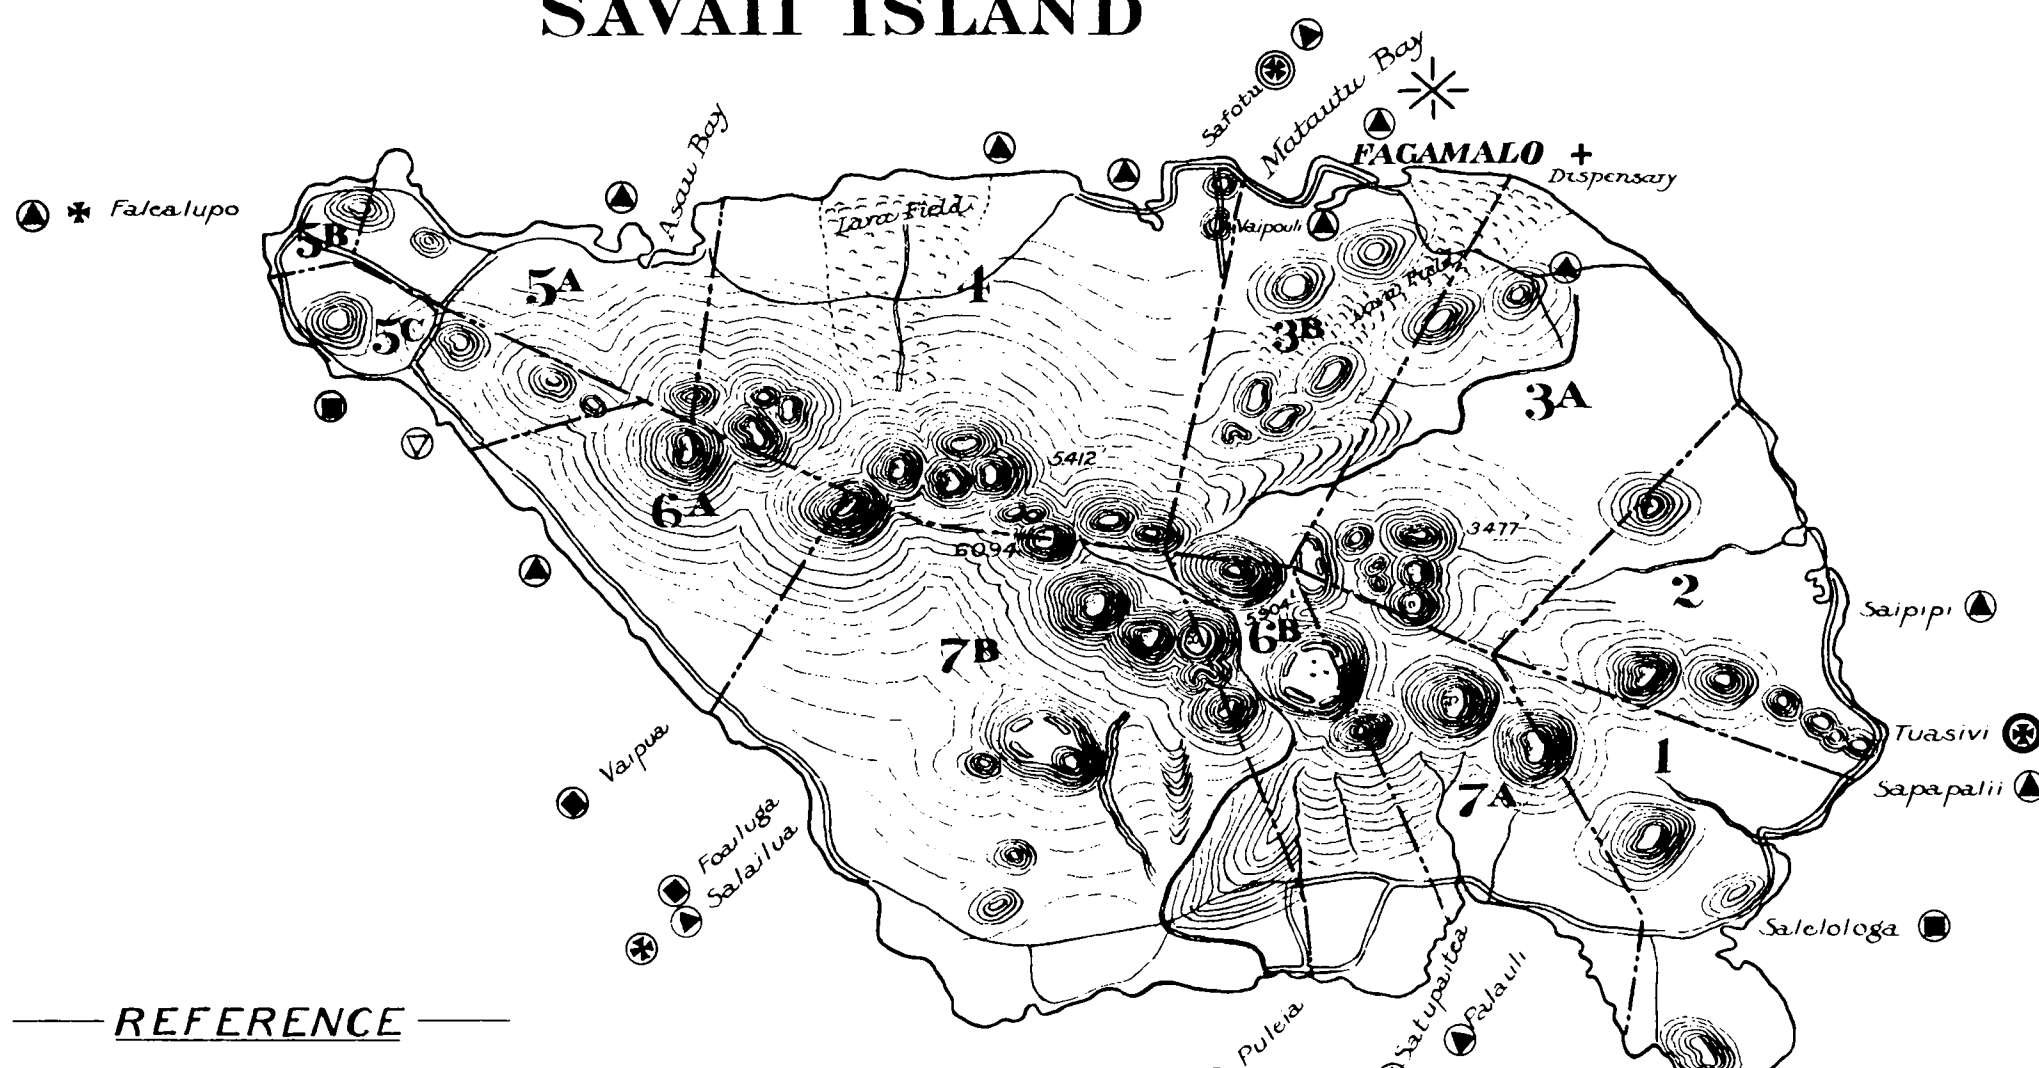 SAVAII ISLAND
Safotu
Matautu Bay
Asau Bay
FAGAMALO +
Dispensary
Falealupo
Lava Field
Vaipouli
5B
5A
4
Lava Field
5C
3B
3A
5412'
6A
3477'
6094
2
5904
Saipipi
6B
7B
Tuasivi
Vaipua
1
Sapapalii
7A
Foailuga
Salailua
Salelologa
Satupaitea
Palauli
Puleia
REFERENCE